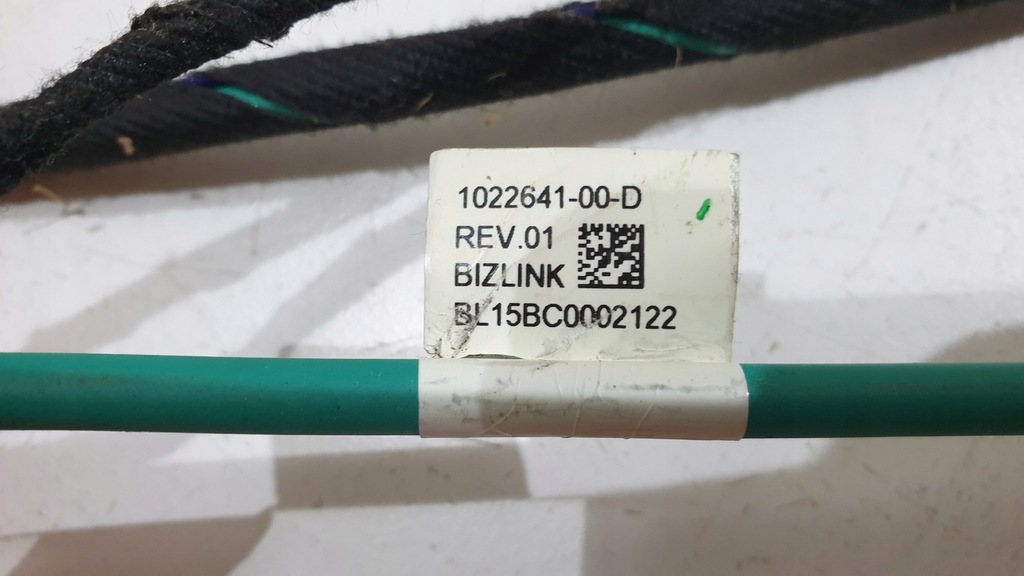 1022641-00-D
REV.01
BIZLINK
BL15BC0002122